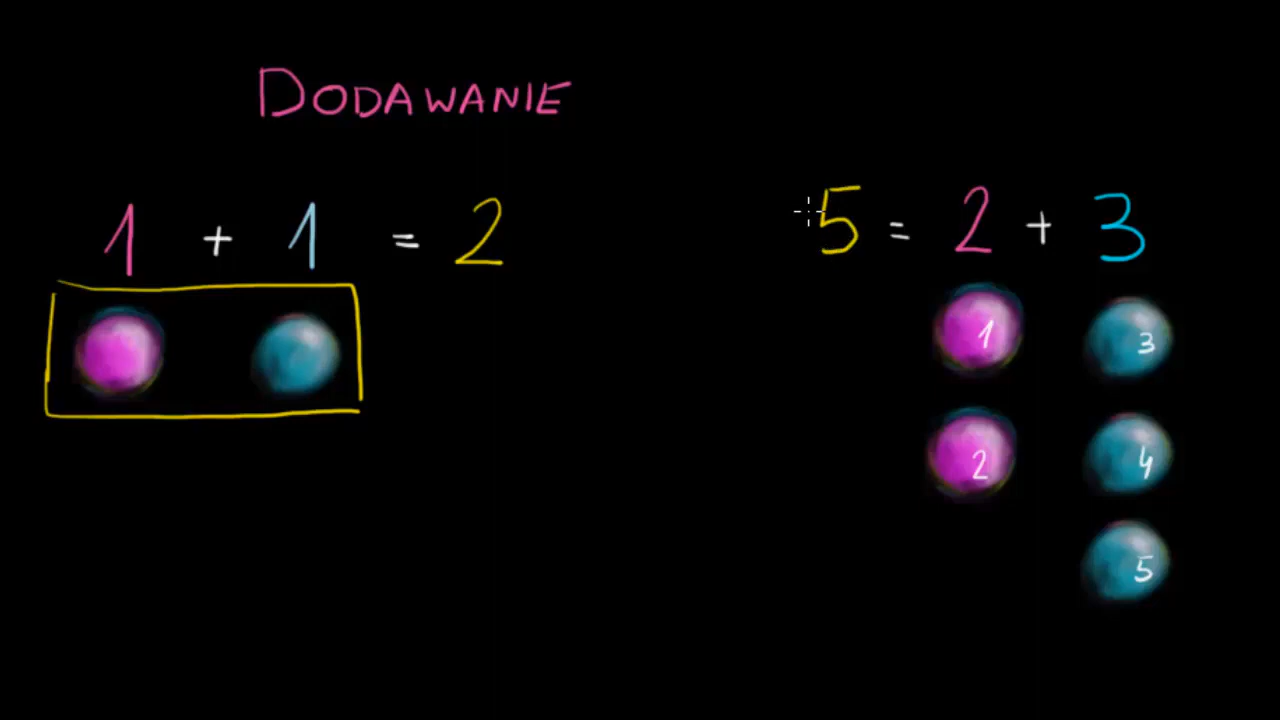 DODAWANIE
1 + 1 = 2
5 = 2 + 3
1 3
2 4
5